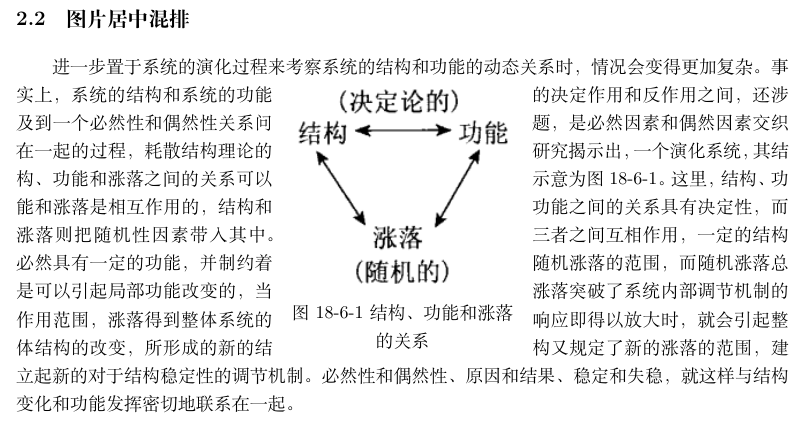 2.2 图片居中混排
进一步置于系统的演化过程来考察系统的结构和功能的动态关系时，情况会变得更加复杂。事
实上，系统的结构和系统的功能 的决定作用和反作用之间，还涉
及到一个必然性和偶然性关系问 题，是必然因素和偶然因素交织
在一起的过程，耗散结构理论的 研究揭示出，一个演化系统，其结
构、功能和涨落之间的关系可以 示意为图 18-6-1。这里，结构、功
能和涨落是相互作用的，结构和 功能之间的关系具有决定性，而
涨落则把随机性因素带入其中。 三者之间互相作用，一定的结构
必然具有一定的功能，并制约着 随机涨落的范围，而随机涨落总
是可以引起局部功能改变的，当 涨落突破了系统内部调节机制的
作用范围，涨落得到整体系统的 响应即得以放大时，就会引起整
体结构的改变，所形成的新的结 构又规定了新的涨落的范围，建
立起新的对于结构稳定性的调节机制。必然性和偶然性、原因和结果、稳定和失稳，就这样与结构
变化和功能发挥密切地联系在一起。
(决定论的)
结构 功能
涨落
(随机的)
图 18-6-1 结构、功能和涨落
的关系